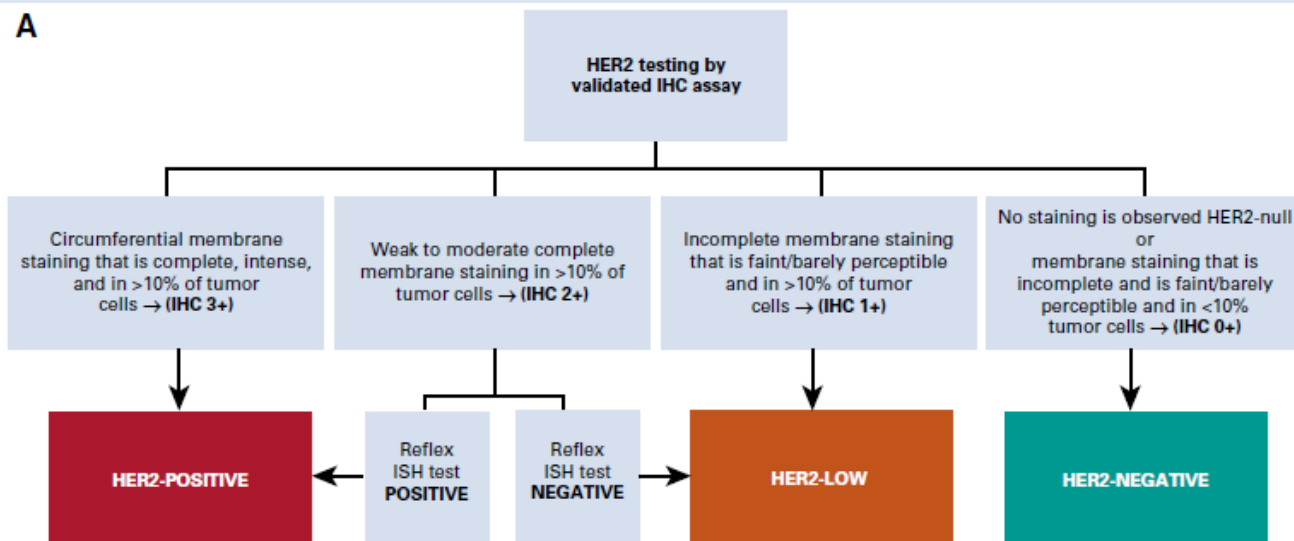 A
HER2 testing by
validated IHC assay
Circumferential membrane
staining that is complete, intense,
and in >10% of tumor
cells → (IHC 3+)
Weak to moderate complete
membrane staining in >10% of
tumor cells → (IHC 2+)
Incomplete membrane staining
that is faint/barely perceptible
and in >10% of tumor
cells → (IHC 1+)
No staining is observed HER2-null
or
membrane staining that is
incomplete and is faint/barely
perceptible and in <10%
tumor cells → (IHC 0+)
HER2-POSITIVE
Reflex
ISH test
POSITIVE
Reflex
ISH test
NEGATIVE
HER2-LOW
HER2-NEGATIVE